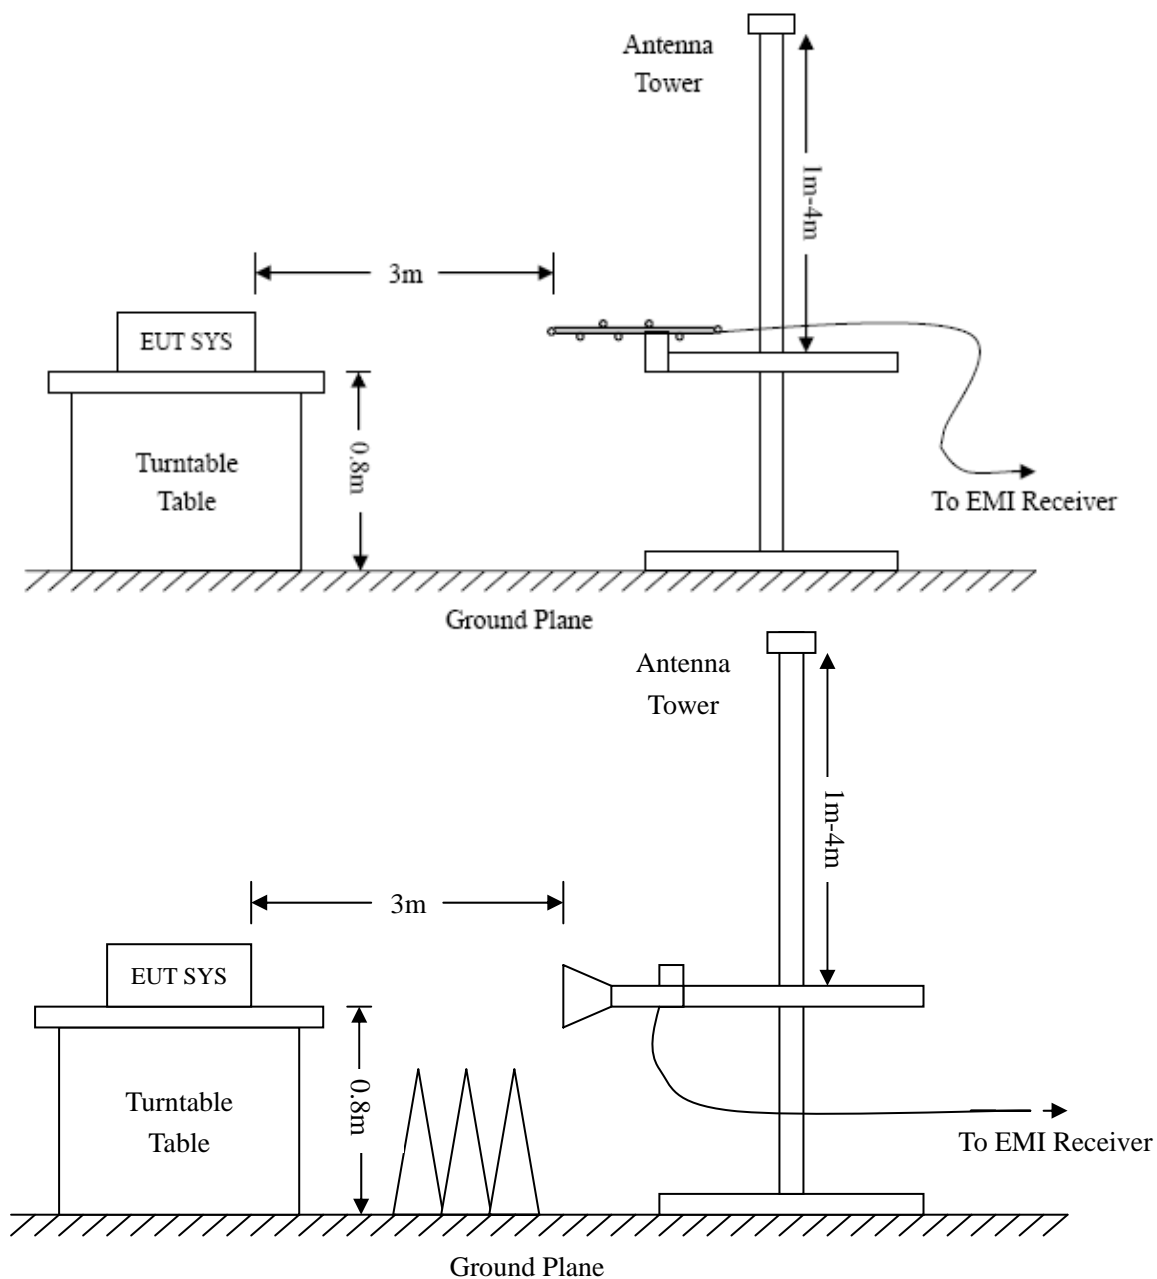 Antenna
Tower
1m-4m
3m
EUT SYS
Turntable
Table
0.8m
To EMI Receiver
Ground Plane
Antenna
Tower
1m-4m
3m
EUT SYS
Turntable
Table
0.8m
To EMI Receiver
Ground Plane